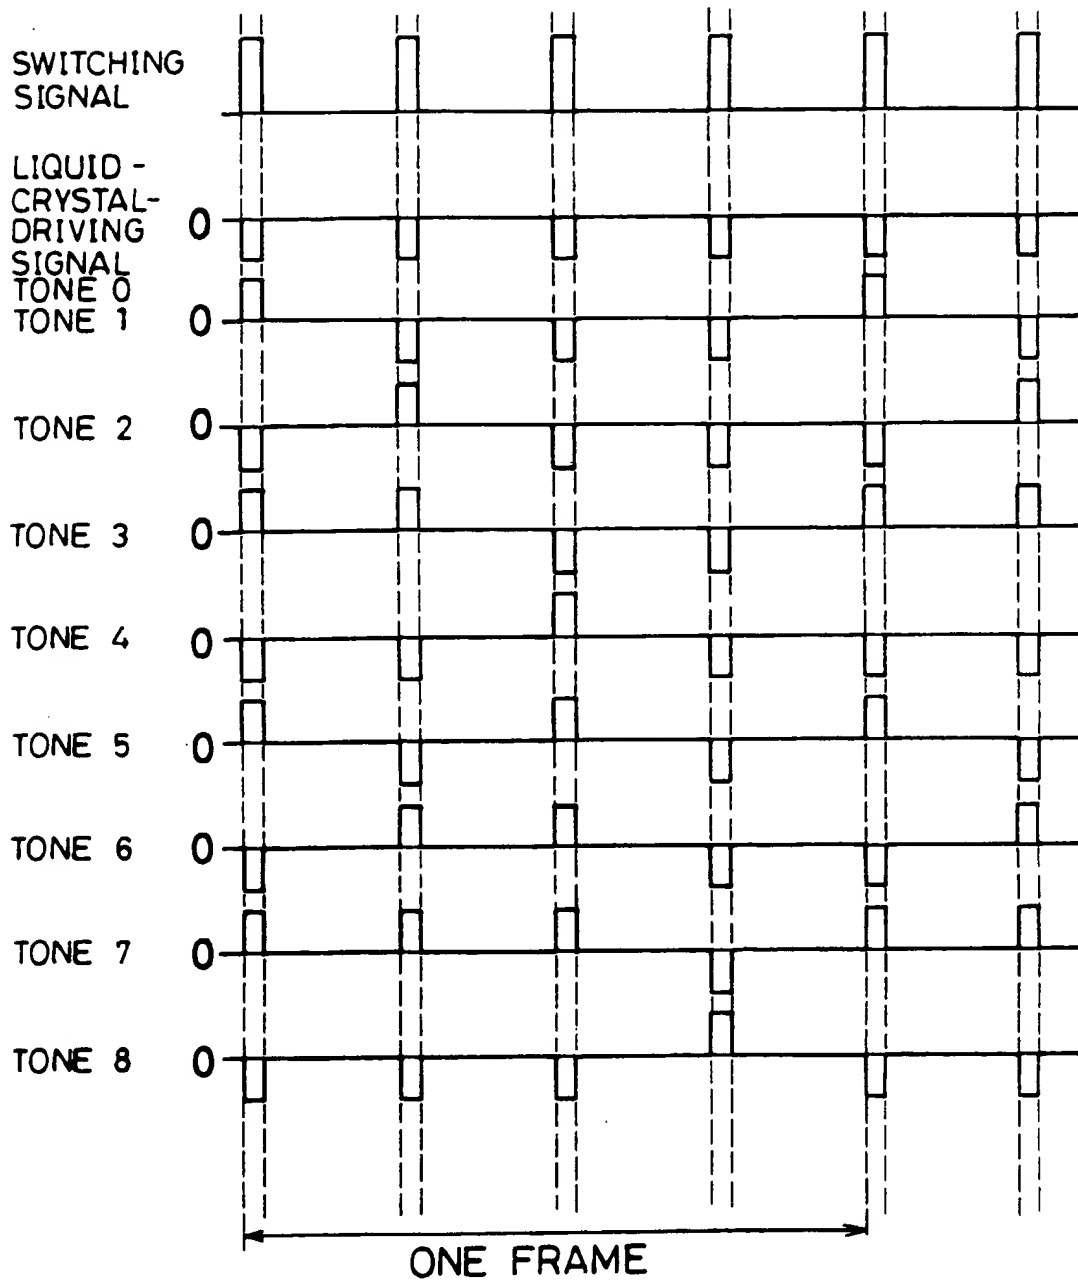 SWITCHING
SIGNAL
LIQUID-
CRYSTAL-
DRIVING
SIGNAL
0
TONE 0
TONE 1 0
TONE 2 0
TONE 3 0
TONE 4 0
TONE 5 0
TONE 6 0
TONE 7 0
TONE 8 0
ONE FRAME